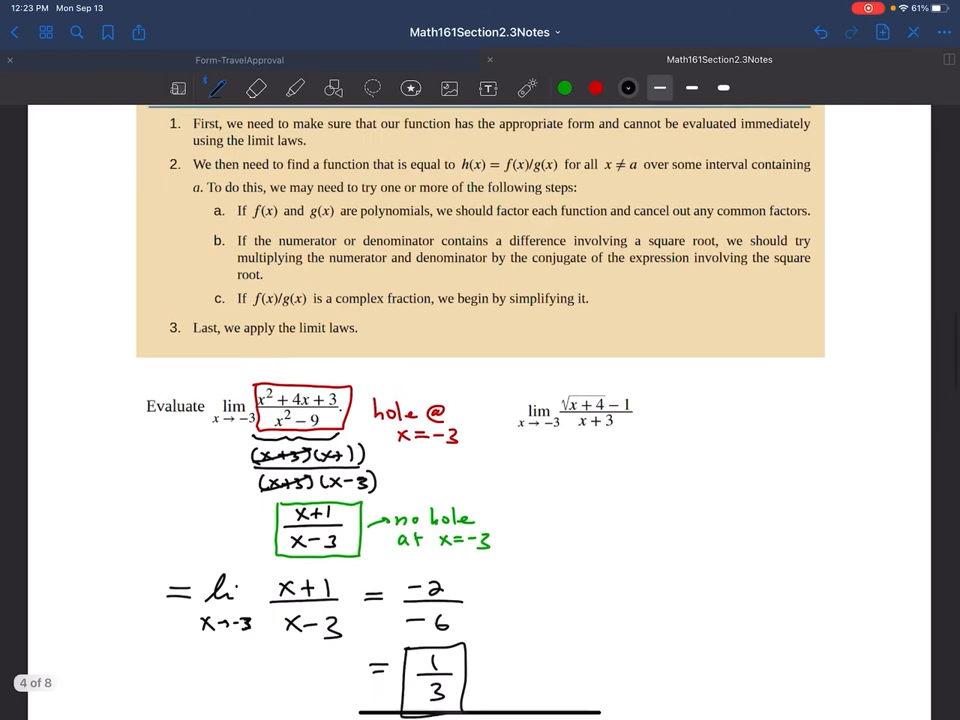 12:23 PM Mon Sep 13
61%
Math161Section2.3Notes
Form-TravelApproval
Math161Section2.3Notes
1. First, we need to make sure that our function has the appropriate form and cannot be evaluated immediately
using the limit laws.
2. We then need to find a function that is equal to h(x) = f(x)/g(x) for all x ≠ a over some interval containing
a. To do this, we may need to try one or more of the following steps:
a. If f(x) and g(x) are polynomials, we should factor each function and cancel out any common factors.
b. If the numerator or denominator contains a difference involving a square root, we should try
multiplying the numerator and denominator by the conjugate of the expression involving the square
root.
c. If f(x)/g(x) is a complex fraction, we begin by simplifying it.
3. Last, we apply the limit laws.
Evaluate lim x → −3 (x² + 4x + 3)/(x² − 9).
hole @
x = −3
lim x → −3 (√(x + 4) − 1)/(x + 3)
(x+3)(x+1)
(x+3)(x−3)
x+1
x−3
→ no hole
at x=−3
= li x→−3 (x+1)/(x−3) = −2/−6
= 1/3
4 of 8